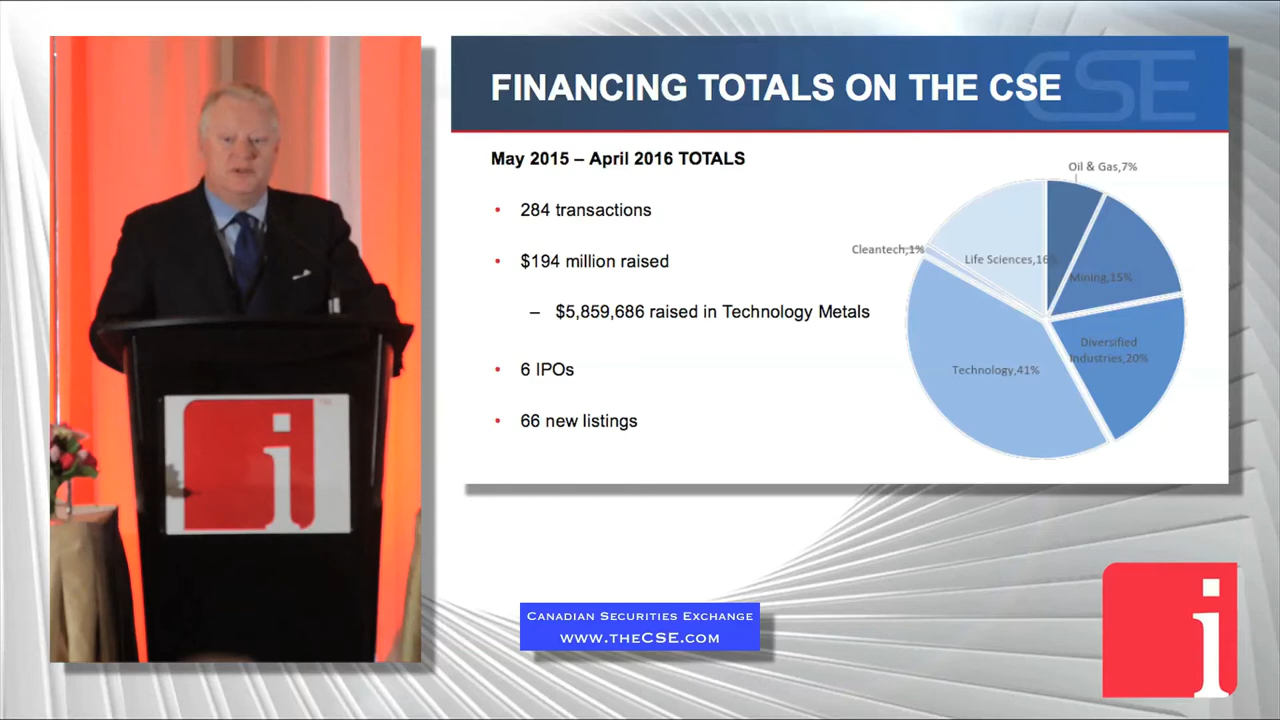 FINANCING TOTALS ON THE CSE
CSE
May 2015 – April 2016 TOTALS
• 284 transactions
• $194 million raised
– $5,859,686 raised in Technology Metals
• 6 IPOs
• 66 new listings
Oil & Gas,7%
Cleantech,1%
Life Sciences,16%
Mining,15%
Diversified
Industries,20%
Technology,41%
i
CANADIAN SECURITIES EXCHANGE
WWW.THECSE.COM
i